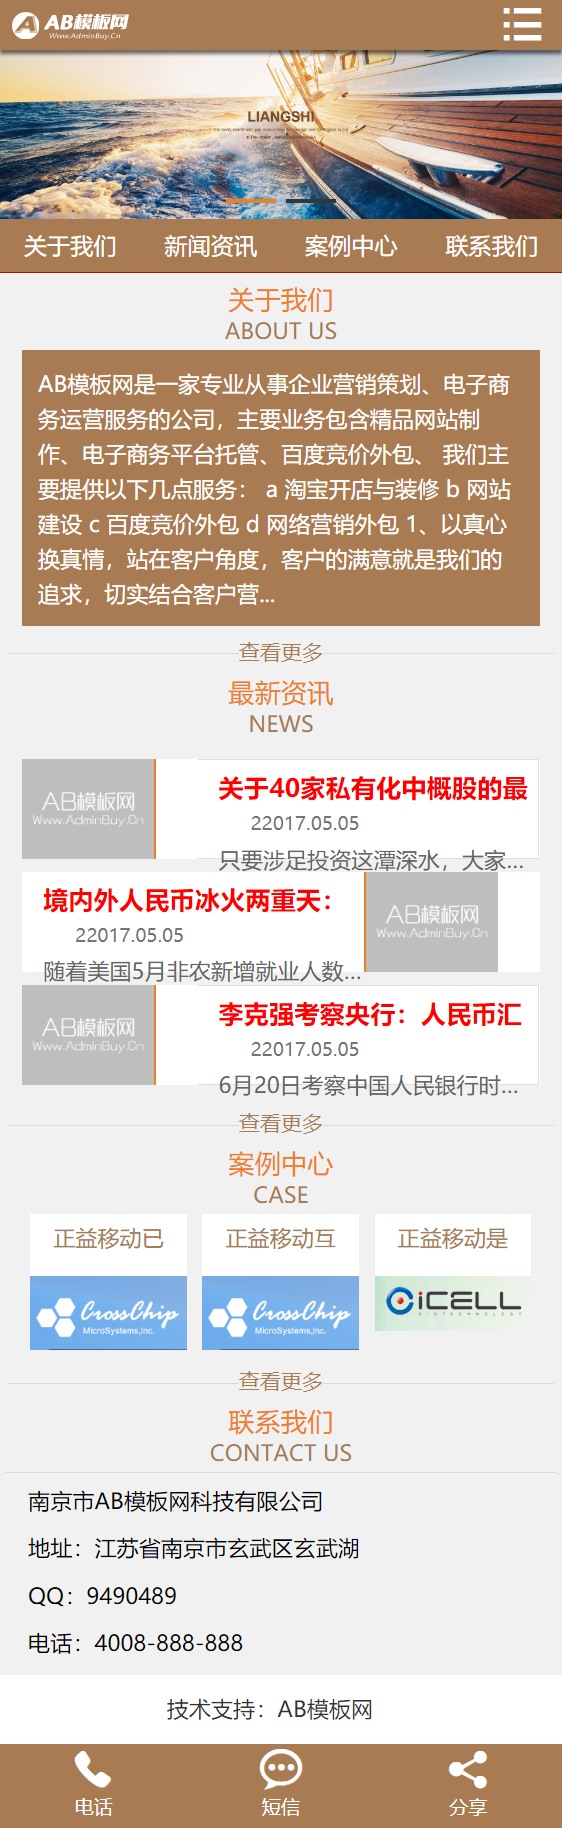 AB模板网
Www.AdminBuy.Cn
LIANGSHI
关于我们 新闻资讯 案例中心 联系我们
关于我们
ABOUT US
AB模板网是一家专业从事企业营销策划、电子商
务运营服务的公司，主要业务包含精品网站制
作、电子商务平台托管、百度竞价外包、 我们主
要提供以下几点服务： a 淘宝开店与装修 b 网站
建设 c 百度竞价外包 d 网络营销外包 1、以真心
换真情，站在客户角度，客户的满意就是我们的
追求，切实结合客户营...
查看更多
最新资讯
NEWS
AB模板网
Www.AdminBuy.Cn
关于40家私有化中概股的最
22017.05.05
只要涉足投资这潭深水，大家...
境内外人民币冰火两重天：
22017.05.05
随着美国5月非农新增就业人数...
AB模板网
Www.AdminBuy.Cn
AB模板网
Www.AdminBuy.Cn
李克强考察央行：人民币汇
22017.05.05
6月20日考察中国人民银行时...
查看更多
案例中心
CASE
正益移动已 正益移动互 正益移动是
CrossChip
MicroSystems,Inc.
CrossChip
MicroSystems,Inc.
iCELL
BIOTECHNOLOGY
查看更多
联系我们
CONTACT US
南京市AB模板网科技有限公司
地址：江苏省南京市玄武区玄武湖
QQ：9490489
电话：4008-888-888
技术支持：AB模板网
电话 短信 分享